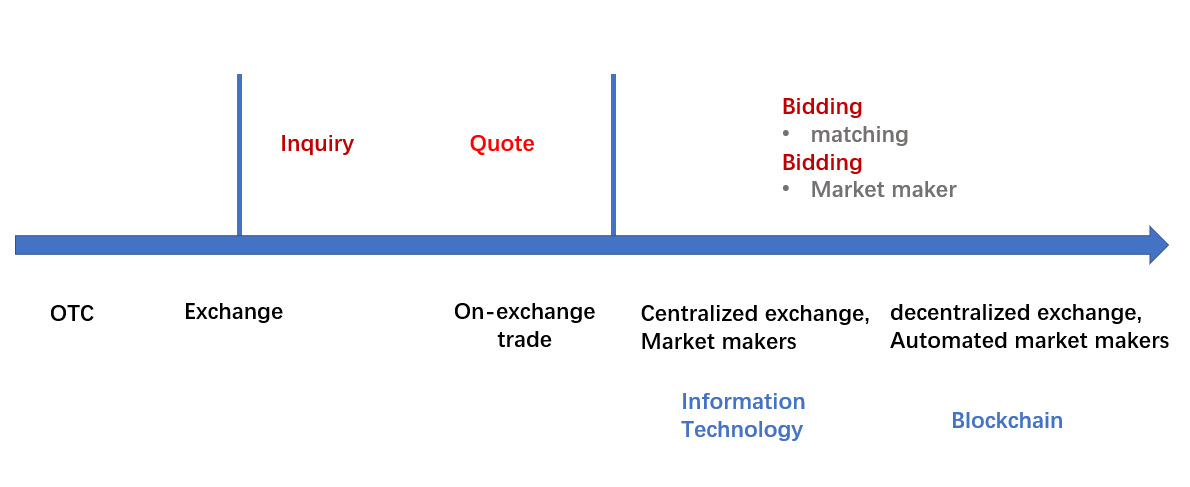 Bidding
• matching
Inquiry
Quote
Bidding
• Market maker
OTC
Exchange
On-exchange
trade
Centralized exchange,
Market makers
decentralized exchange,
Automated market makers
Information
Technology
Blockchain